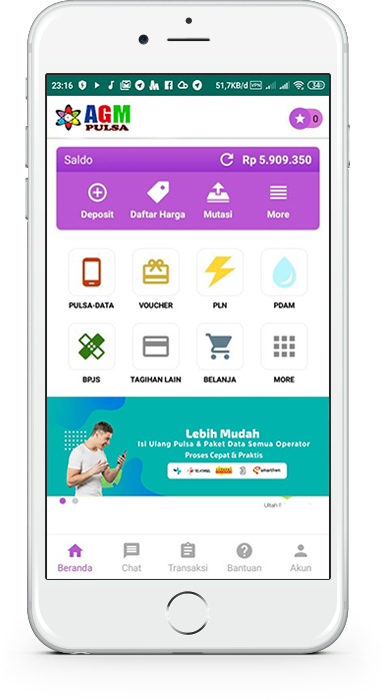 23:16 51,7KB/d VPN 34
AGM
PULSA
0
Saldo Rp 5.909.350
Deposit Daftar Harga Mutasi More
PULSA-DATA VOUCHER PLN PDAM
BPJS TAGIHAN LAIN BELANJA MORE
Lebih Mudah
Isi Ulang Pulsa & Paket Data Semua Operator
Proses Cepat & Praktis
smartfren
Beranda Chat Transaksi Bantuan Akun